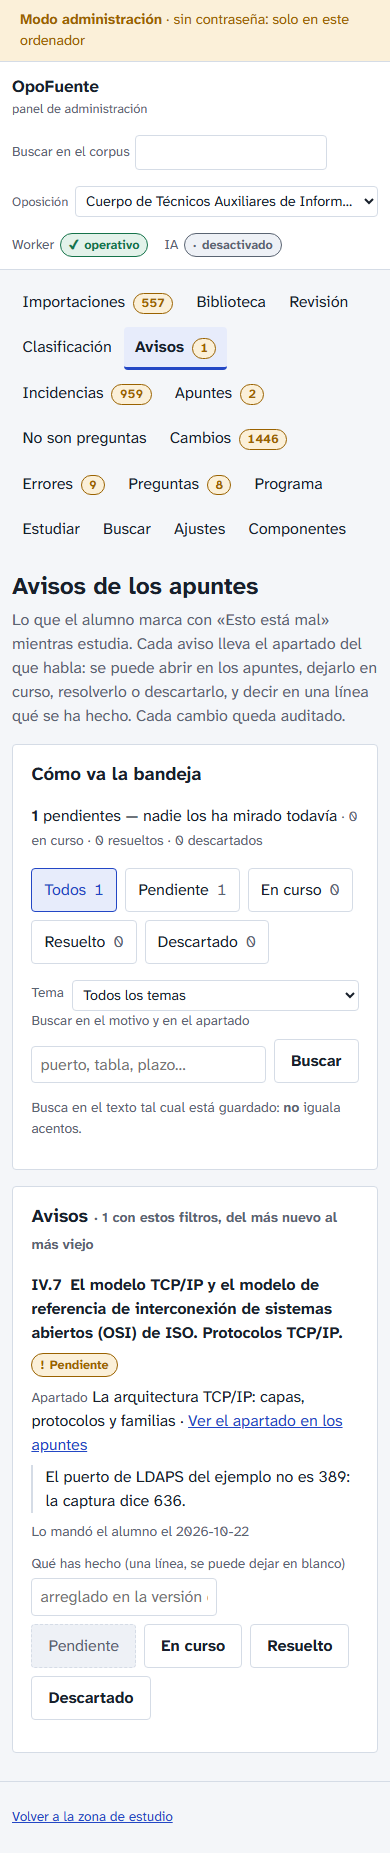 Modo administración · sin contraseña: solo en este
ordenador
OpoFuente
panel de administración
Buscar en el corpus
Oposición Cuerpo de Técnicos Auxiliares de Inform...
Worker ✔ operativo IA · desactivado
Importaciones 557 Biblioteca Revisión
Clasificación Avisos 1
Incidencias 959 Apuntes 2
No son preguntas Cambios 1446
Errores 9 Preguntas 8 Programa
Estudiar Buscar Ajustes Componentes
Avisos de los apuntes
Lo que el alumno marca con «Esto está mal»
mientras estudia. Cada aviso lleva el apartado del
que habla: se puede abrir en los apuntes, dejarlo en
curso, resolverlo o descartarlo, y decir en una línea
qué se ha hecho. Cada cambio queda auditado.
Cómo va la bandeja
1 pendientes — nadie los ha mirado todavía · 0
en curso · 0 resueltos · 0 descartados
Todos 1 Pendiente 1 En curso 0
Resuelto 0 Descartado 0
Tema Todos los temas
Buscar en el motivo y en el apartado
puerto, tabla, plazo... Buscar
Busca en el texto tal cual está guardado: no iguala
acentos.
Avisos · 1 con estos filtros, del más nuevo al
más viejo
IV.7 El modelo TCP/IP y el modelo de
referencia de interconexión de sistemas
abiertos (OSI) de ISO. Protocolos TCP/IP.
! Pendiente
Apartado La arquitectura TCP/IP: capas,
protocolos y familias · Ver el apartado en los
apuntes
El puerto de LDAPS del ejemplo no es 389:
la captura dice 636.
Lo mandó el alumno el 2026-10-22
Qué has hecho (una línea, se puede dejar en blanco)
arreglado en la versión
Pendiente En curso Resuelto
Descartado
Volver a la zona de estudio